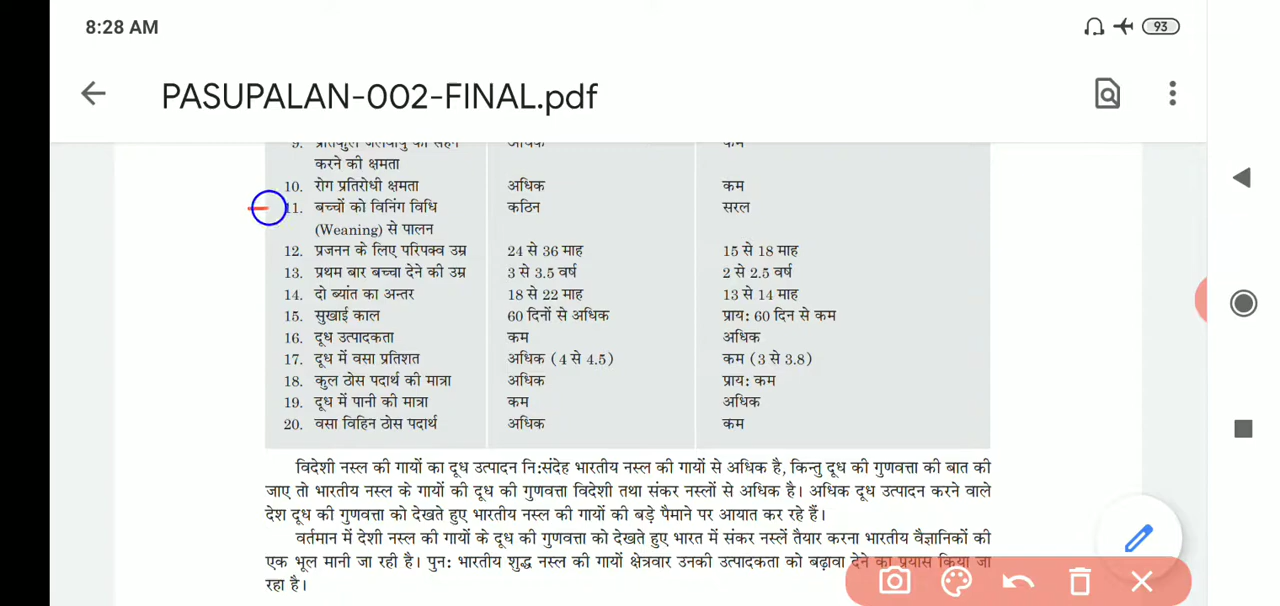 8:28 AM
93
PASUPALAN-002-FINAL.pdf
9. प्रतिकूल जलवायु को सहन अधिक कम
करने की क्षमता
10. रोग प्रतिरोधी क्षमता अधिक कम
11. बच्चों को विनिंग विधि कठिन सरल
(Weaning) से पालन
12. प्रजनन के लिए परिपक्व उम्र 24 से 36 माह 15 से 18 माह
13. प्रथम बार बच्चा देने की उम्र 3 से 3.5 वर्ष 2 से 2.5 वर्ष
14. दो ब्यांत का अन्तर 18 से 22 माह 13 से 14 माह
15. सुखाई काल 60 दिनों से अधिक प्राय: 60 दिन से कम
16. दूध उत्पादकता कम अधिक
17. दूध में वसा प्रतिशत अधिक (4 से 4.5) कम (3 से 3.8)
18. कुल ठोस पदार्थ की मात्रा अधिक प्राय: कम
19. दूध में पानी की मात्रा कम अधिक
20. वसा विहिन ठोस पदार्थ अधिक कम
विदेशी नस्ल की गायों का दूध उत्पादन नि:संदेह भारतीय नस्ल की गायों से अधिक है, किन्तु दूध की गुणवत्ता की बात की
जाए तो भारतीय नस्ल के गायों की दूध की गुणवत्ता विदेशी तथा संकर नस्लों से अधिक है। अधिक दूध उत्पादन करने वाले
देश दूध की गुणवत्ता को देखते हुए भारतीय नस्ल की गायों की बड़े पैमाने पर आयात कर रहे हैं।
वर्तमान में देशी नस्ल की गायों के दूध की गुणवत्ता को देखते हुए भारत में संकर नस्लें तैयार करना भारतीय वैज्ञानिकों की
एक भूल मानी जा रही है। पुन: भारतीय शुद्ध नस्ल की गायों क्षेत्रवार उनकी उत्पादकता को बढ़ावा देने का प्रयास किया जा
रहा है।